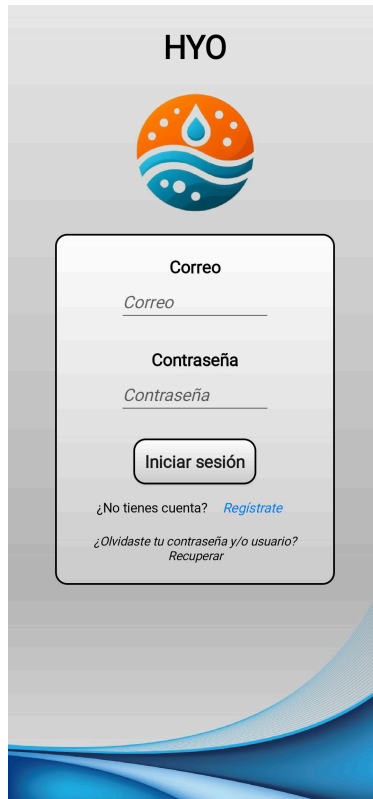 HYO
Correo
Correo
Contraseña
Contraseña
Iniciar sesión
¿No tienes cuenta? Regístrate
¿Olvidaste tu contraseña y/o usuario?
Recuperar